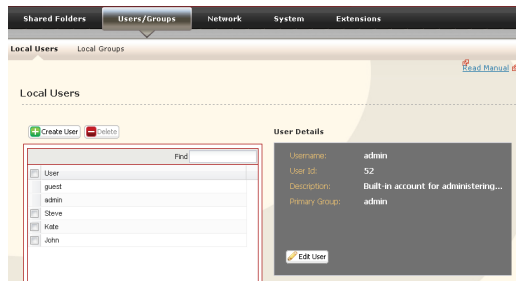 Shared Folders Users/Groups Network System Extensions
Local Users Local Groups
Read Manual
Local Users
Create User Delete
User Details
Find
User
guest
admin
Steve
Kate
John
Username: admin
User Id: 52
Description: Built-in account for administering...
Primary Group: admin
Edit User